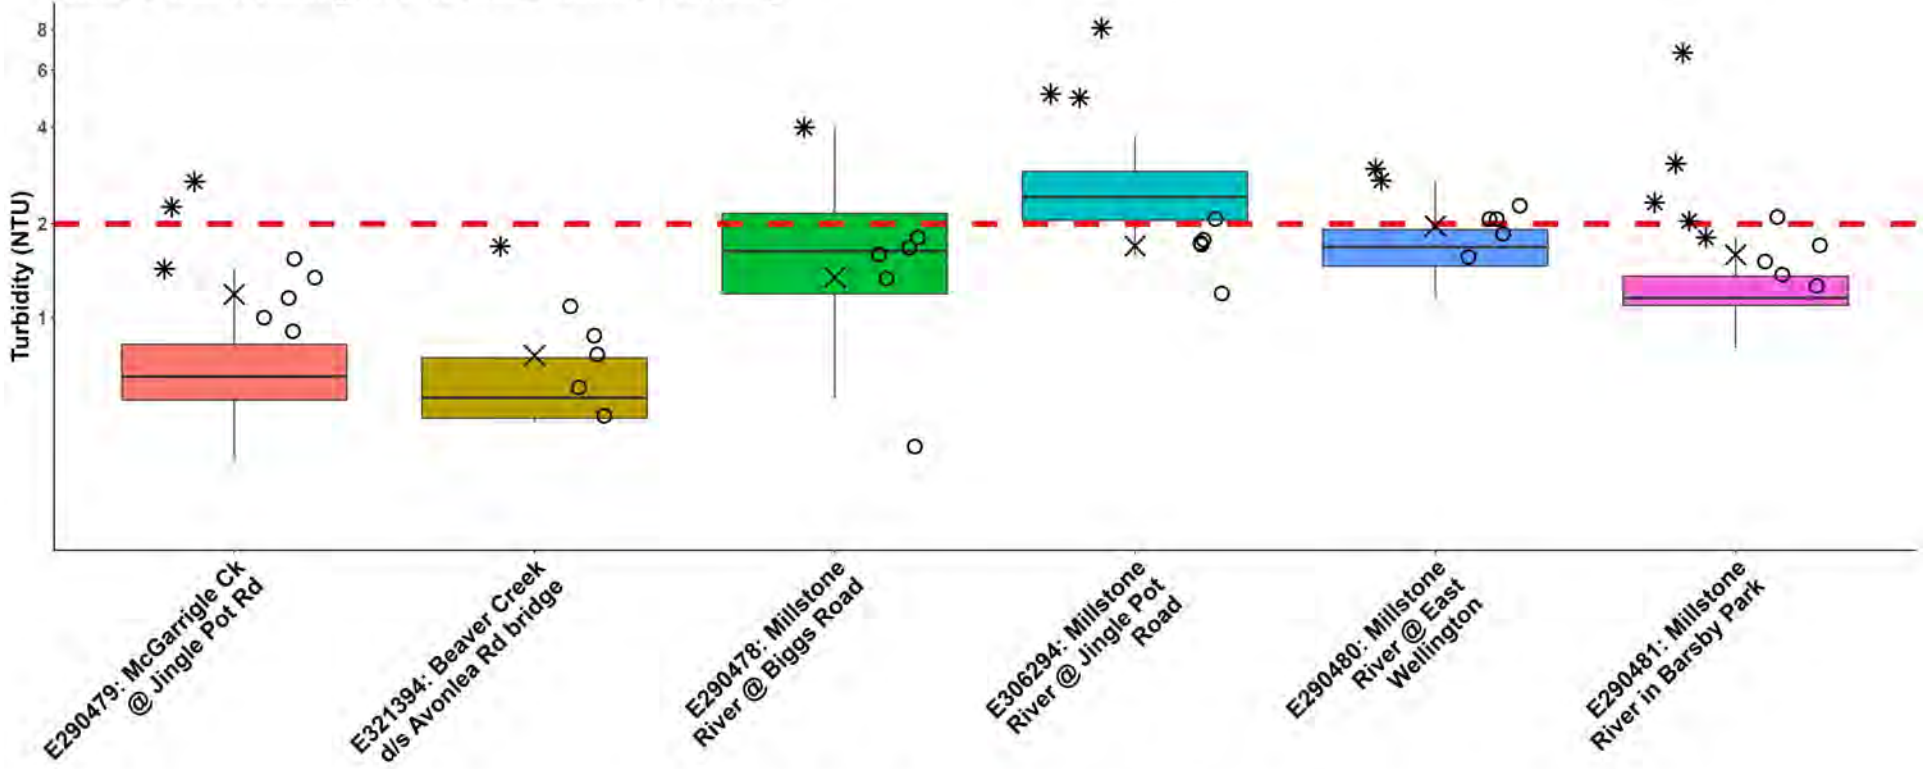 8
6
4
2
1
Turbidity (NTU)
E290479: McGarrigle Ck
@ Jingle Pot Rd
E321394: Beaver Creek
d/s Avonlea Rd bridge
E290478: Millstone
River @ Biggs Road
E306294: Millstone
River @ Jingle Pot
Road
E290480: Millstone
River @ East
Wellington
E290481: Millstone
River in Barsby Park